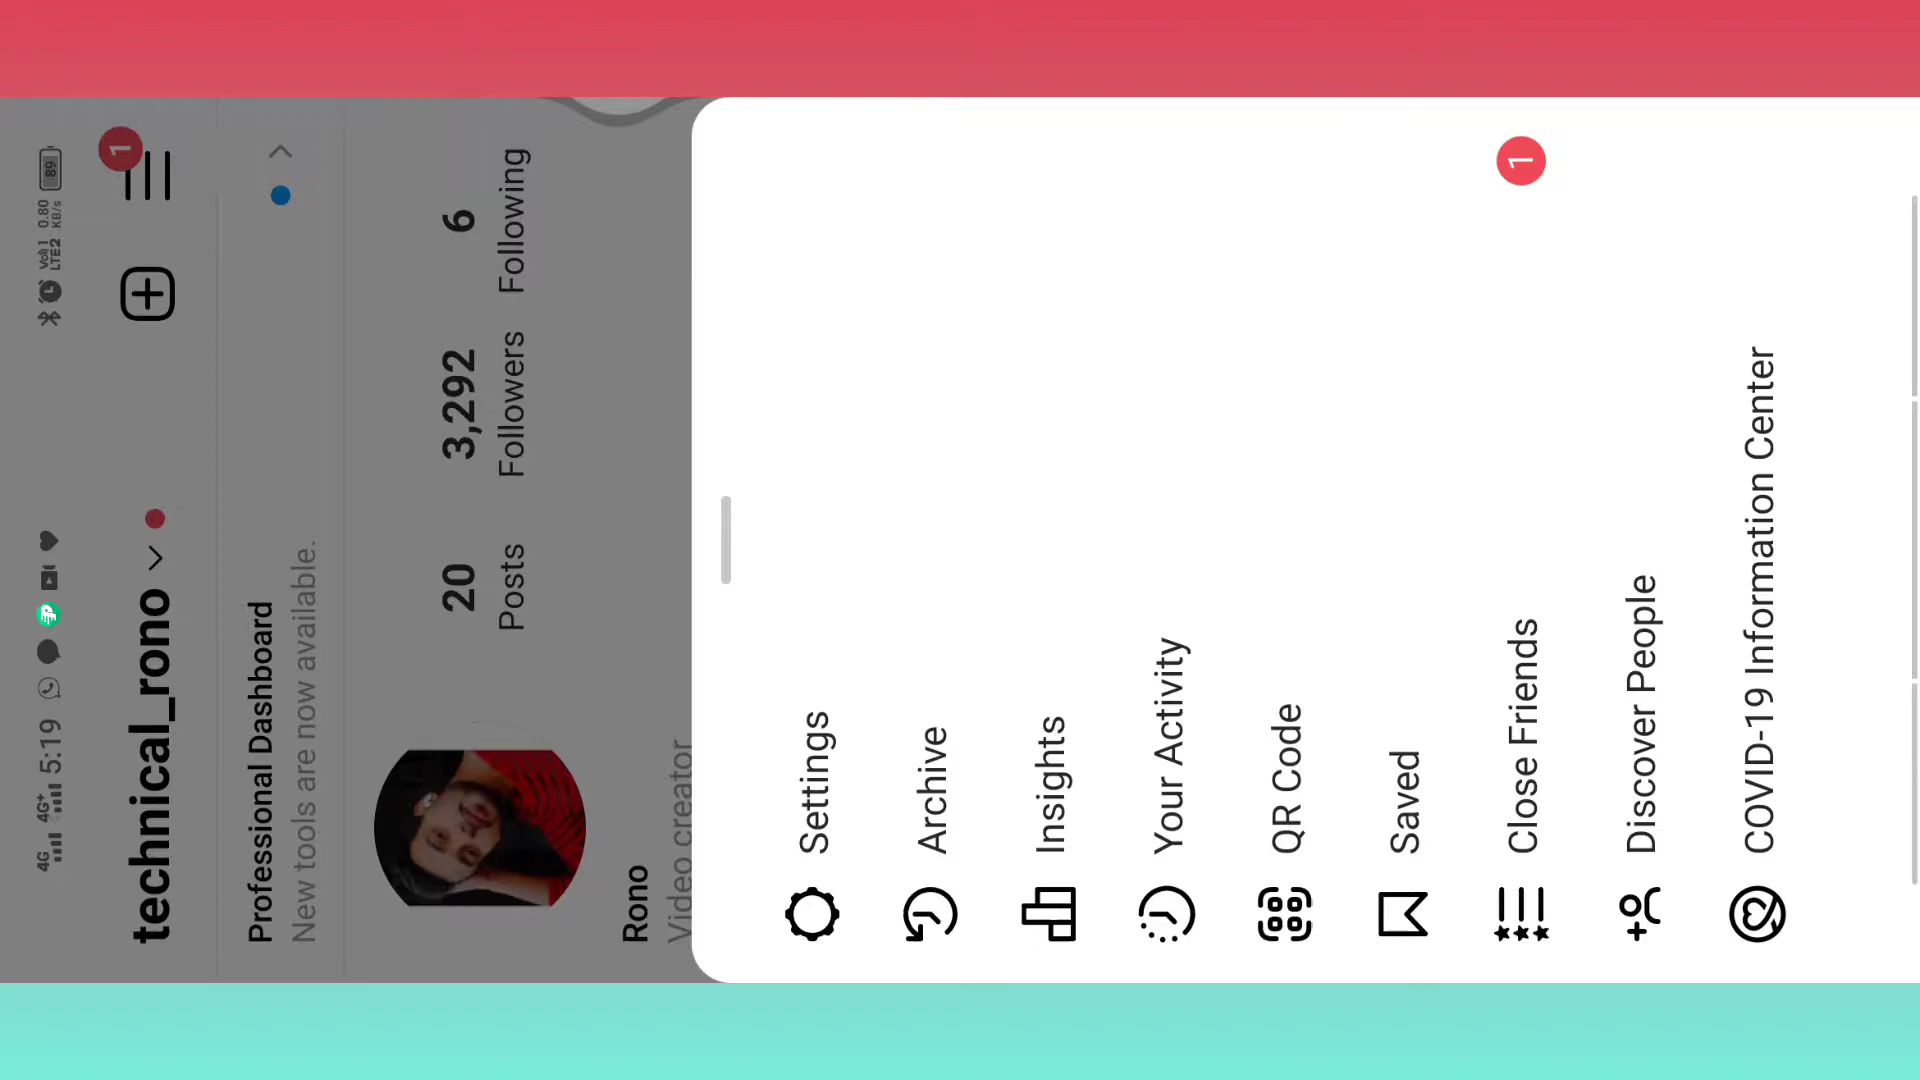 4G 4G+ 5:19
Vol) 1 LTE2 0.80 KB/s 89
technical_rono
1
Professional Dashboard
New tools are now available.
20 3,292 6
Posts Followers Following
Rono
Video creator
Settings
Archive
Insights
Your Activity
QR Code
Saved
Close Friends 1
Discover People
COVID-19 Information Center